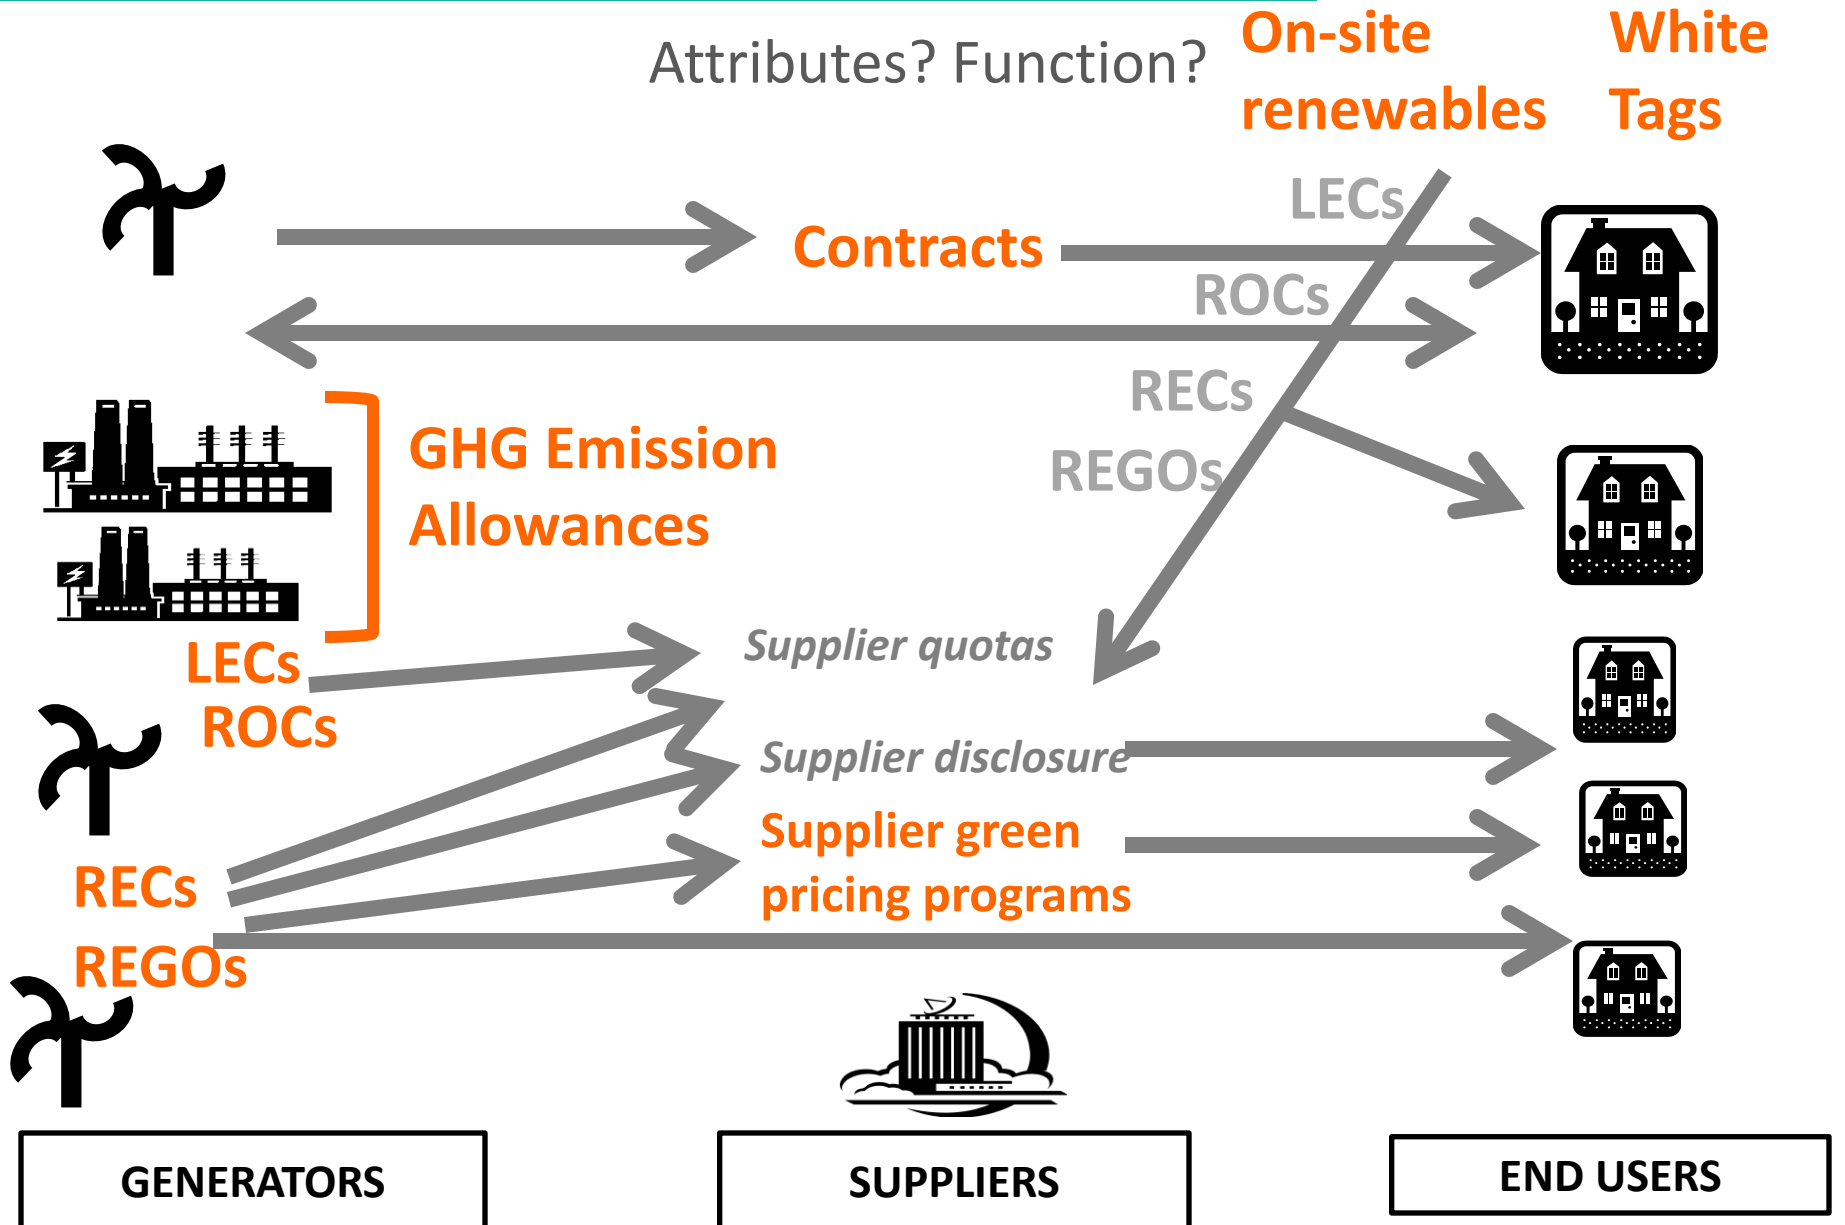 Attributes? Function?
On-site
renewables
White
Tags
LECs
Contracts
ROCs
RECs
REGOs
GHG Emission
Allowances
LECs
ROCs
Supplier quotas
Supplier disclosure
Supplier green
pricing programs
RECs
REGOs
GENERATORS
SUPPLIERS
END USERS